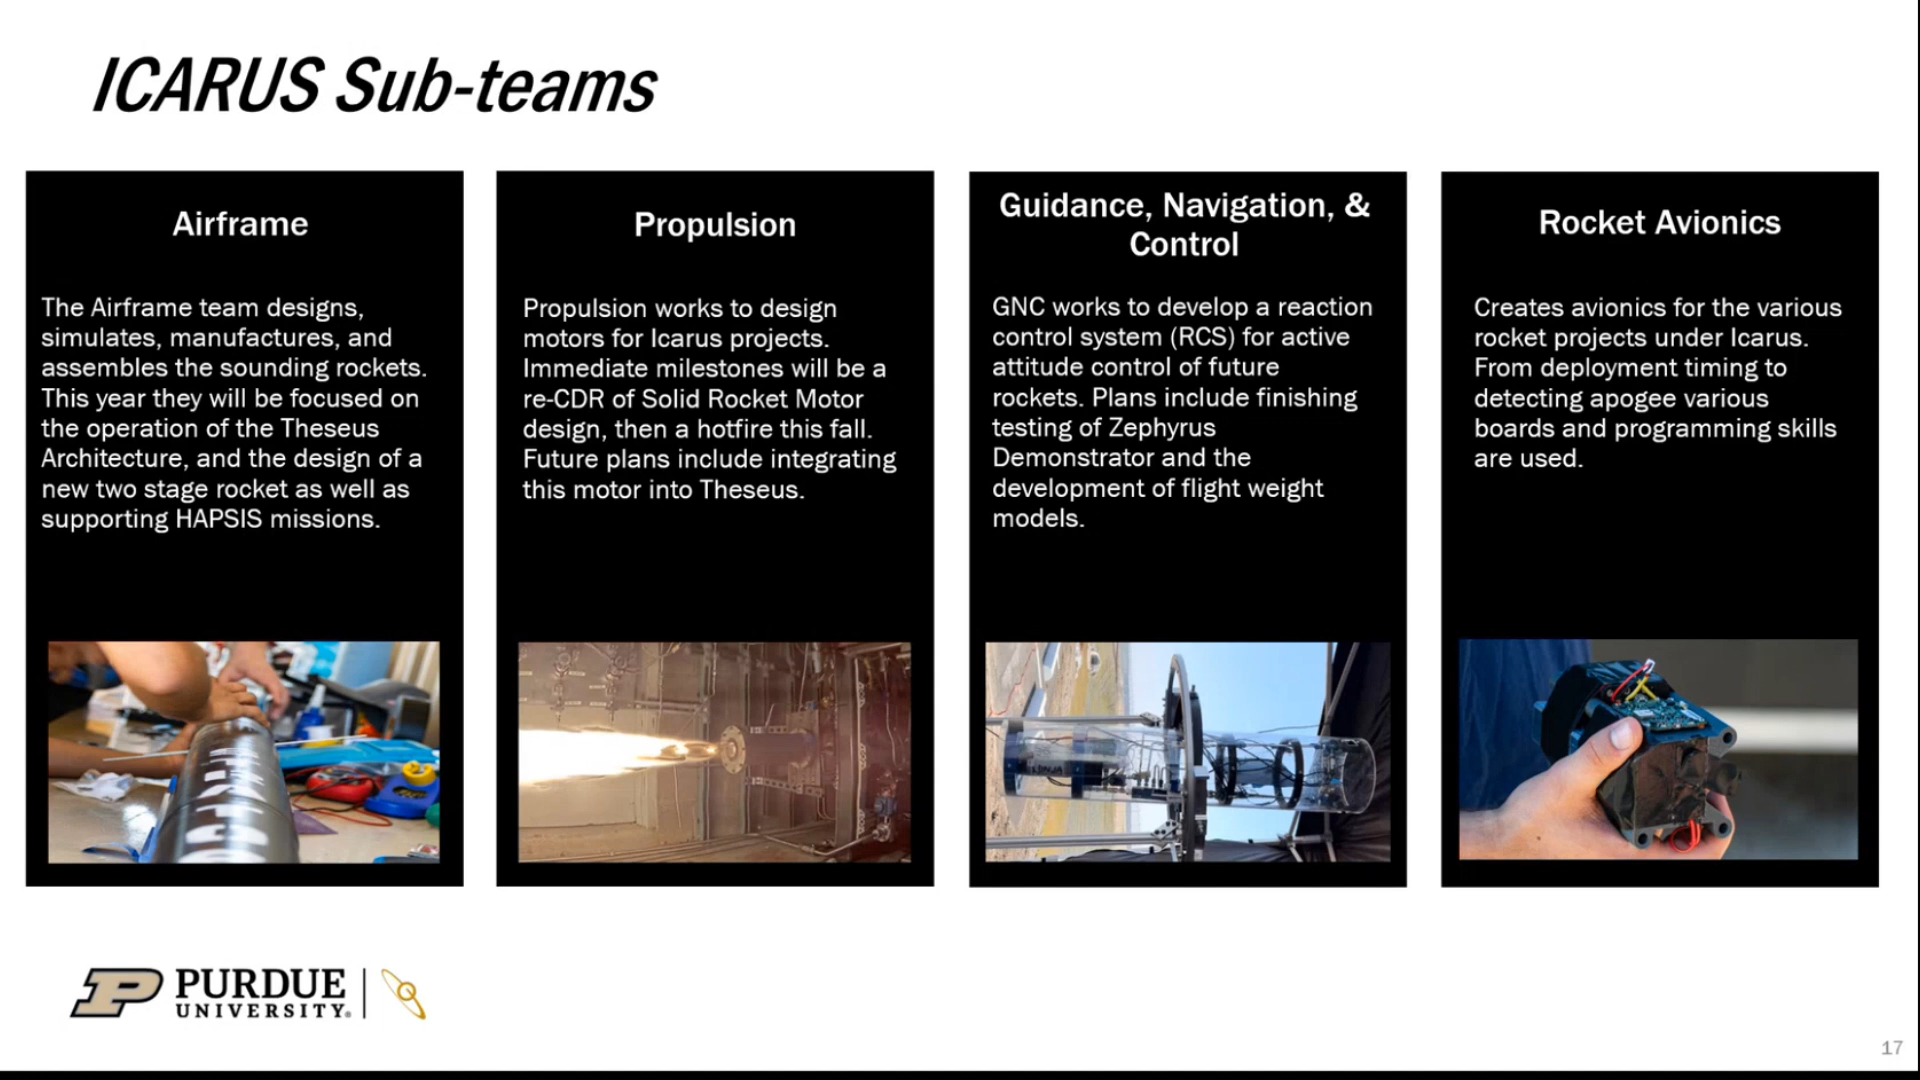 ICARUS Sub-teams
Airframe
The Airframe team designs,
simulates, manufactures, and
assembles the sounding rockets.
This year they will be focused on
the operation of the Theseus
Architecture, and the design of a
new two stage rocket as well as
supporting HAPSIS missions.
Propulsion
Propulsion works to design
motors for Icarus projects.
Immediate milestones will be a
re-CDR of Solid Rocket Motor
design, then a hotfire this fall.
Future plans include integrating
this motor into Theseus.
Guidance, Navigation, &
Control
GNC works to develop a reaction
control system (RCS) for active
attitude control of future
rockets. Plans include finishing
testing of Zephyrus
Demonstrator and the
development of flight weight
models.
Rocket Avionics
Creates avionics for the various
rocket projects under Icarus.
From deployment timing to
detecting apogee various
boards and programming skills
are used.
P PURDUE
UNIVERSITY®
17